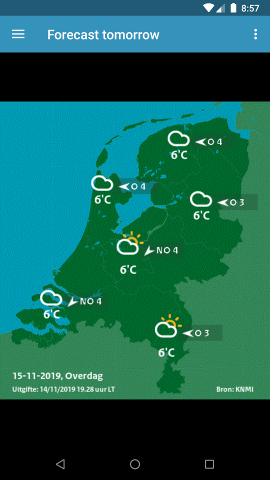 8:57
Forecast tomorrow
6°C O 4
6°C O 4
6°C O 3
6°C NO 4
6°C NO 4
6°C O 3
15-11-2019, Overdag
Uitgifte: 14/11/2019 19.28 uur LT Bron: KNMI